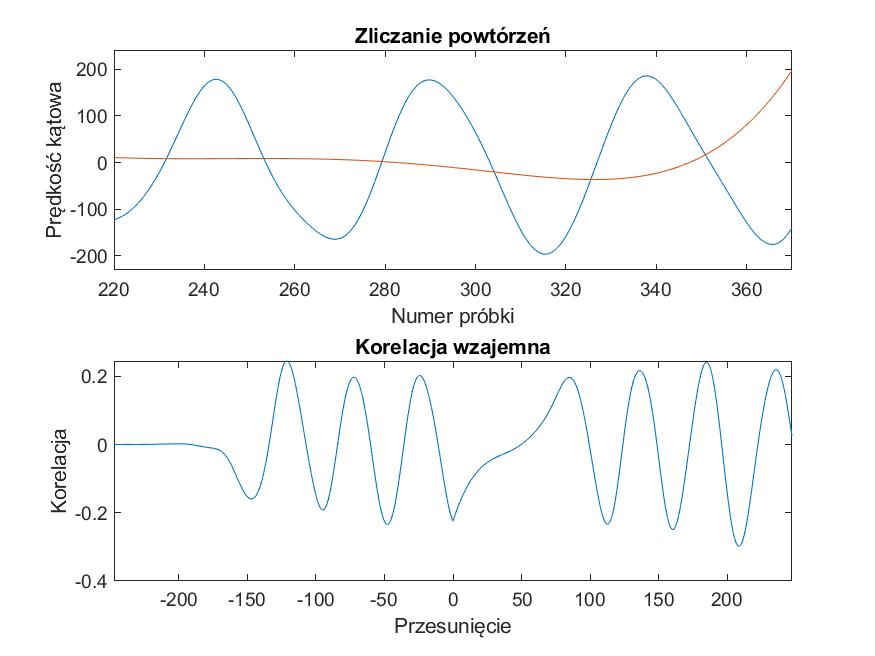 Zliczanie powtórzeń
200
100
0
-100
-200
Prędkość kątowa
220 240 260 280 300 320 340 360
Numer próbki
Korelacja wzajemna
0.2
0
-0.2
-0.4
Korelacja
-200 -150 -100 -50 0 50 100 150 200
Przesunięcie